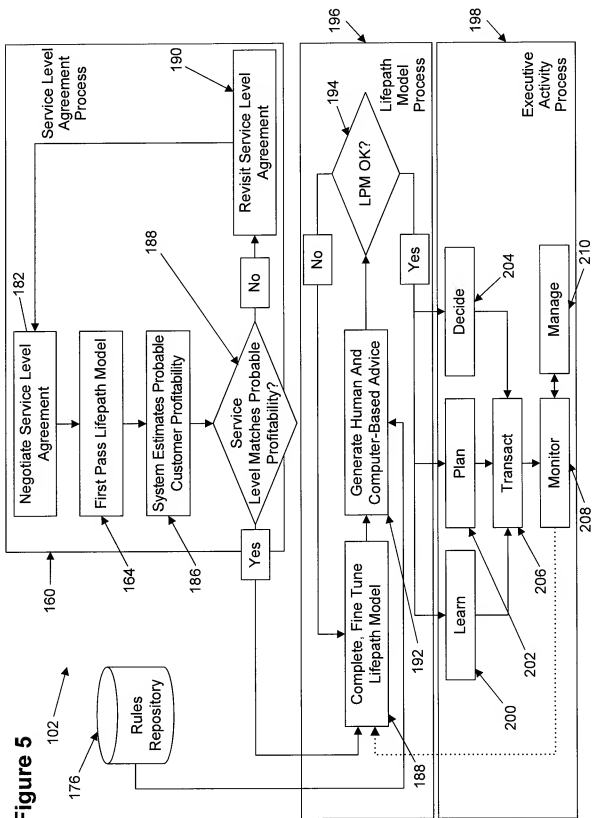 Figure 5
102
176
Rules
Repository
160
Service Level
Agreement
Process
182
Negotiate Service Level
Agreement
First Pass Lifepath Model
164
System Estimates Probable
Customer Profitability
186
Service
Level Matches Probable
Profitability?
188
No
Yes
Revisit Service Level
Agreement
190
196
Lifepath
Model
Process
Complete, Fine Tune
Lifepath Model
188
Generate Human And
Computer-Based Advice
192
LPM OK?
194
No
Yes
198
Executive
Activity
Process
Learn
200
Plan
202
Decide
204
Transact
206
Monitor
208
Manage
210